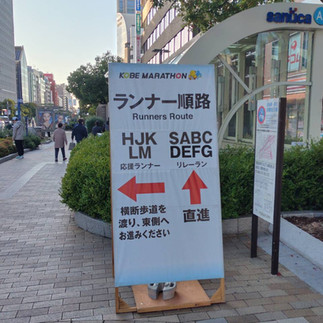 KOBE MARATHON
ランナー順路
Runners Route
HJK
LM
応援ランナー
SABC
DEFG
リレーラン
横断歩道を
渡り、東側へ
お進みください
直進
santica